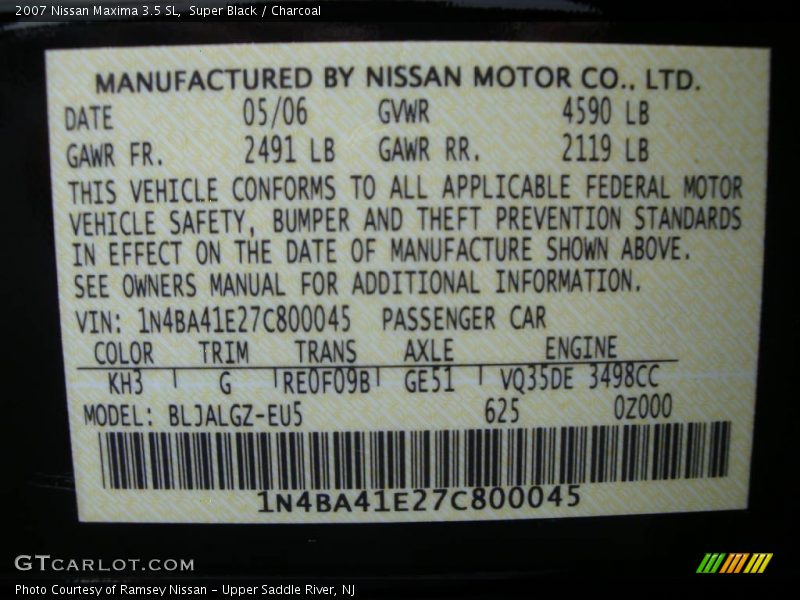 2007 Nissan Maxima 3.5 SL,  Super Black / Charcoal
MANUFACTURED BY NISSAN MOTOR CO., LTD.
DATE 05/06 GVWR 4590 LB
GAWR FR. 2491 LB GAWR RR. 2119 LB
THIS VEHICLE CONFORMS TO ALL APPLICABLE FEDERAL MOTOR
VEHICLE SAFETY, BUMPER AND THEFT PREVENTION STANDARDS
IN EFFECT ON THE DATE OF MANUFACTURE SHOWN ABOVE.
SEE OWNERS MANUAL FOR ADDITIONAL INFORMATION.
VIN: 1N4BA41E27C800045 PASSENGER CAR
COLOR TRIM TRANS AXLE ENGINE
KH3 G RE0F09B GE51 VQ35DE 3498CC
MODEL: BLJALGZ-EU5 625 0Z000
1N4BA41E27C800045
GTCARLOT.COM
Photo Courtesy of Ramsey Nissan - Upper Saddle River, NJ